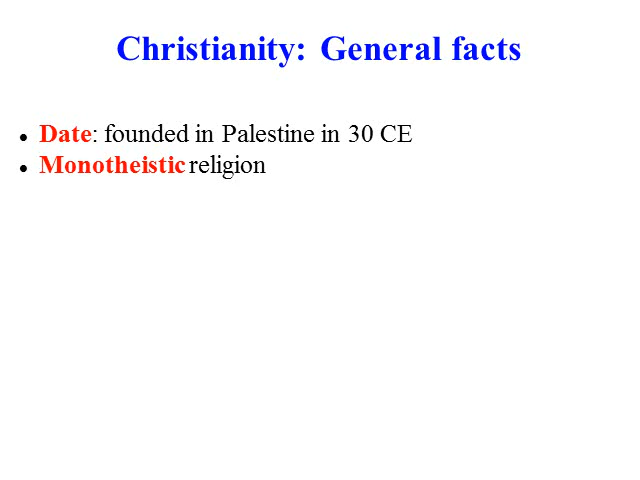 Christianity: General facts
• Date: founded in Palestine in 30 CE
• Monotheistic religion